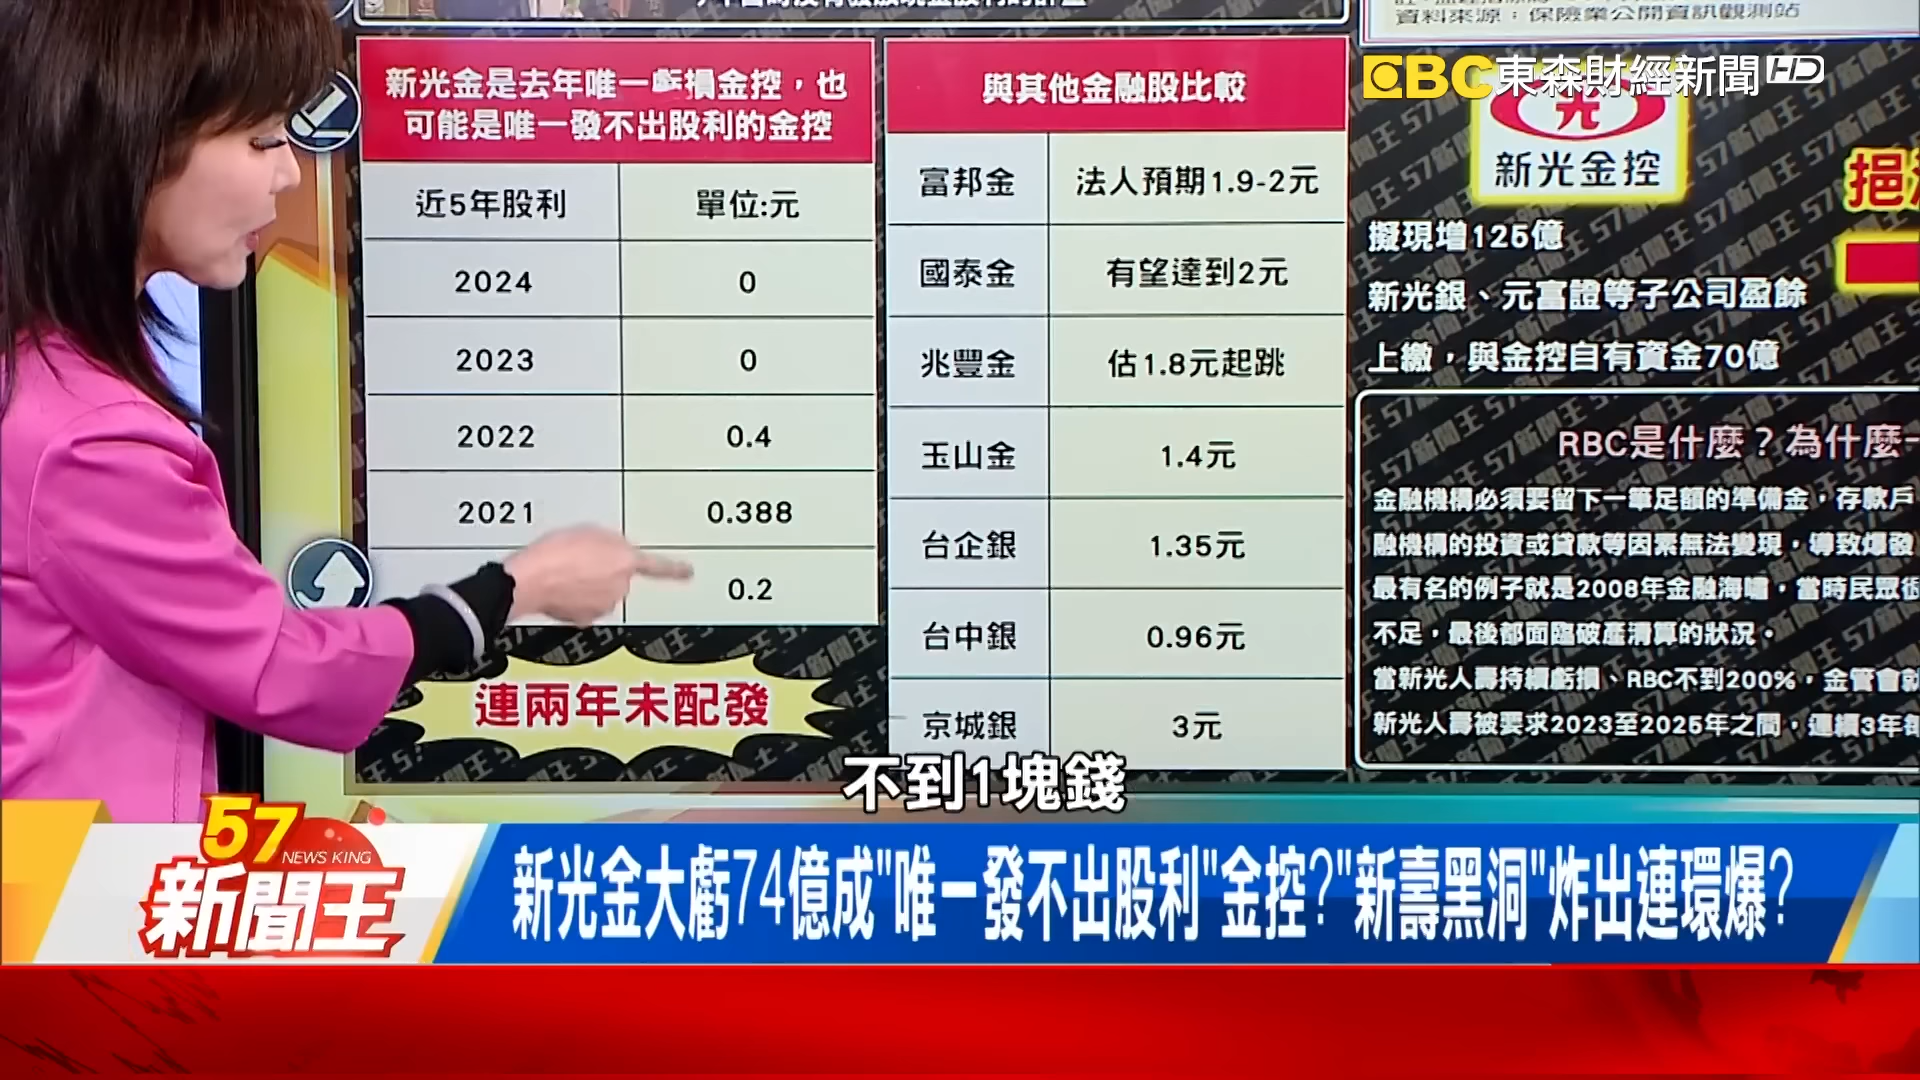 資料來源：保險業公開資訊觀測站
EBC東森財經新聞HD
新光金是去年唯一虧損金控，也
可能是唯一發不出股利的金控
近5年股利 單位:元
2024 0
2023 0
2022 0.4
2021 0.388
0.2
連兩年未配發
與其他金融股比較
富邦金 法人預期1.9-2元
國泰金 有望達到2元
兆豐金 估1.8元起跳
玉山金 1.4元
台企銀 1.35元
台中銀 0.96元
京城銀 3元
新光金控
擬現增125億
新光銀、元富證等子公司盈餘
上繳，與金控自有資金70億
RBC是什麼？為什麼
金融機構必須要留下一筆足額的準備金，存款戶
融機構的投資或貸款等因素無法變現，導致爆發
最有名的例子就是2008年金融海嘯，當時民眾很
不足，最後都面臨破產清算的狀況。
當新光人壽持續虧損、RBC不到200%，金管會就
新光人壽被要求2023至2025年之間，連續3年每
不到1塊錢
57
NEWS KING
新聞王
新光金大虧74億成"唯一發不出股利"金控?"新壽黑洞"炸出連環爆?